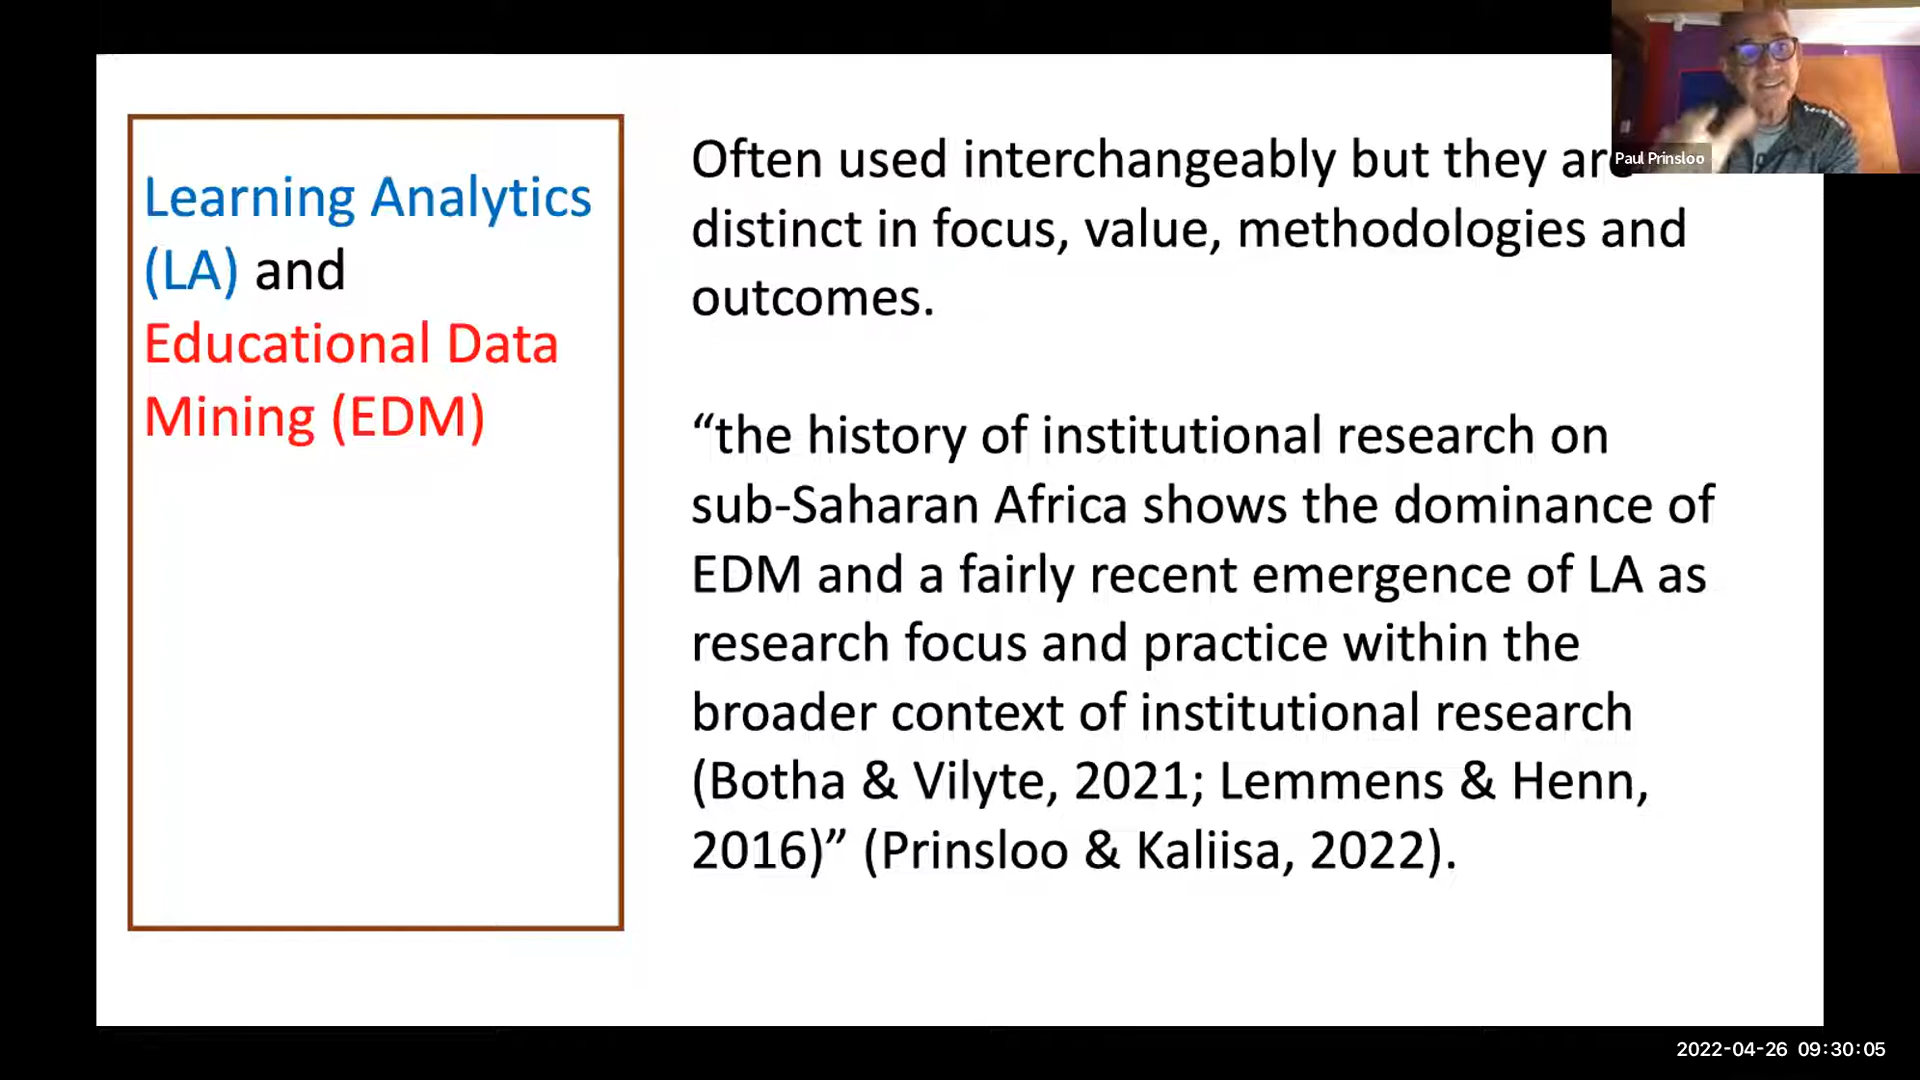 Learning Analytics
(LA) and
Educational Data
Mining (EDM)
Often used interchangeably but they are
distinct in focus, value, methodologies and
outcomes.
“the history of institutional research on
sub-Saharan Africa shows the dominance of
EDM and a fairly recent emergence of LA as
research focus and practice within the
broader context of institutional research
(Botha & Vilyte, 2021; Lemmens & Henn,
2016)” (Prinsloo & Kaliisa, 2022).
Paul Prinsloo
2022-04-26 09:30:05